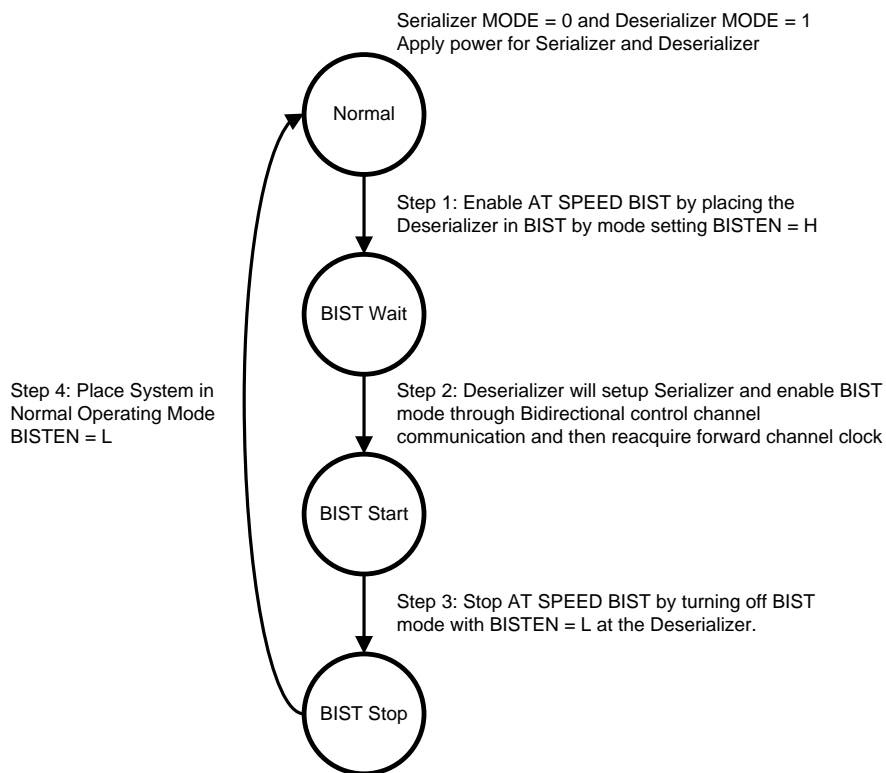 Serializer MODE = 0 and Deserializer MODE = 1
Apply power for Serializer and Deserializer
Normal
Step 1: Enable AT SPEED BIST by placing the
Deserializer in BIST by mode setting BISTEN = H
BIST Wait
Step 4: Place System in
Normal Operating Mode
BISTEN = L
Step 2: Deserializer will setup Serializer and enable BIST
mode through Bidirectional control channel
communication and then reacquire forward channel clock
BIST Start
Step 3: Stop AT SPEED BIST by turning off BIST
mode with BISTEN = L at the Deserializer.
BIST Stop